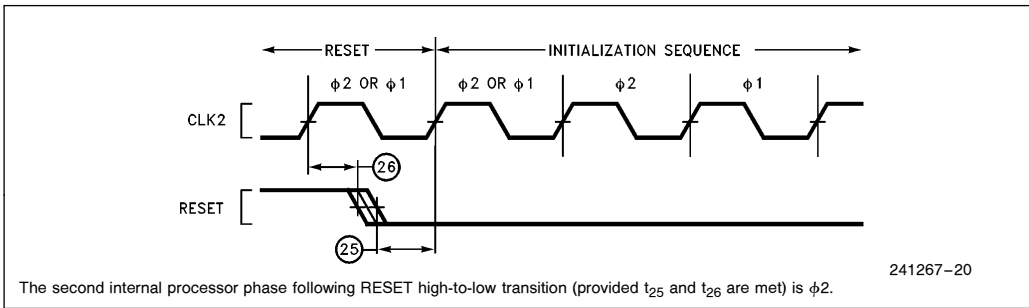 RESET INITIALIZATION SEQUENCE
ϕ2 OR ϕ1 ϕ2 OR ϕ1 ϕ2 ϕ1
CLK2
26
RESET
25
241267–20
The second internal processor phase following RESET high-to-low transition (provided t25 and t26 are met) is ϕ2.